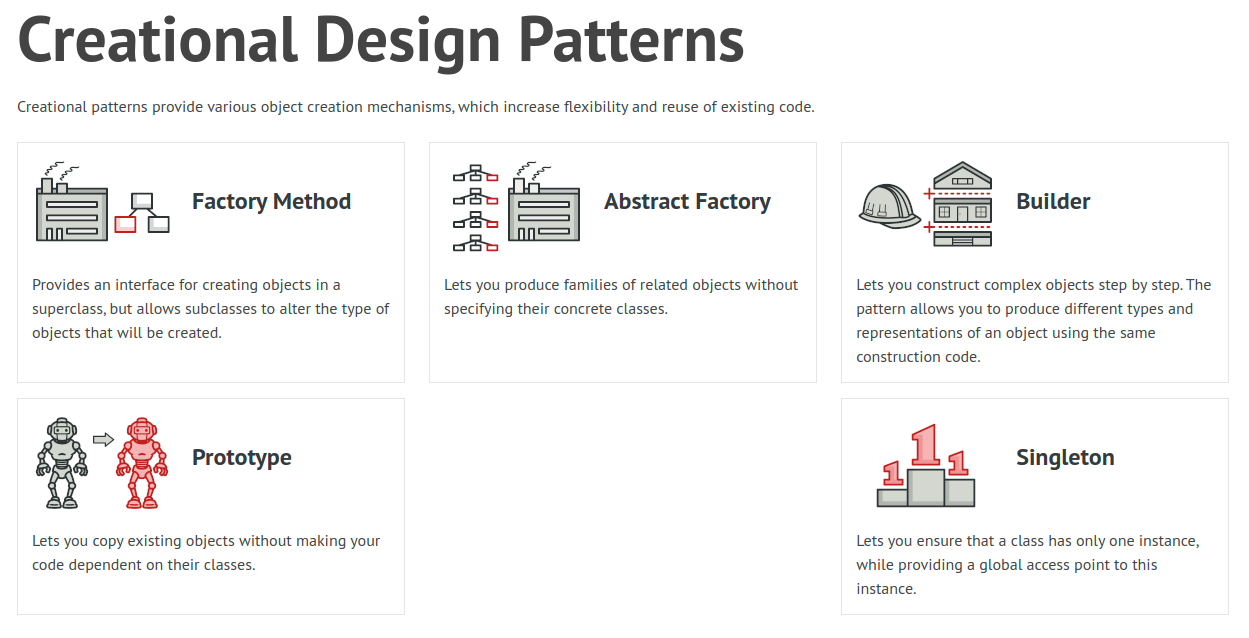 Creational Design Patterns
Creational patterns provide various object creation mechanisms, which increase flexibility and reuse of existing code.
Factory Method
Provides an interface for creating objects in a
superclass, but allows subclasses to alter the type of
objects that will be created.
Abstract Factory
Lets you produce families of related objects without
specifying their concrete classes.
Builder
Lets you construct complex objects step by step. The
pattern allows you to produce different types and
representations of an object using the same
construction code.
Prototype
Lets you copy existing objects without making your
code dependent on their classes.
1 1 1
Singleton
Lets you ensure that a class has only one instance,
while providing a global access point to this
instance.